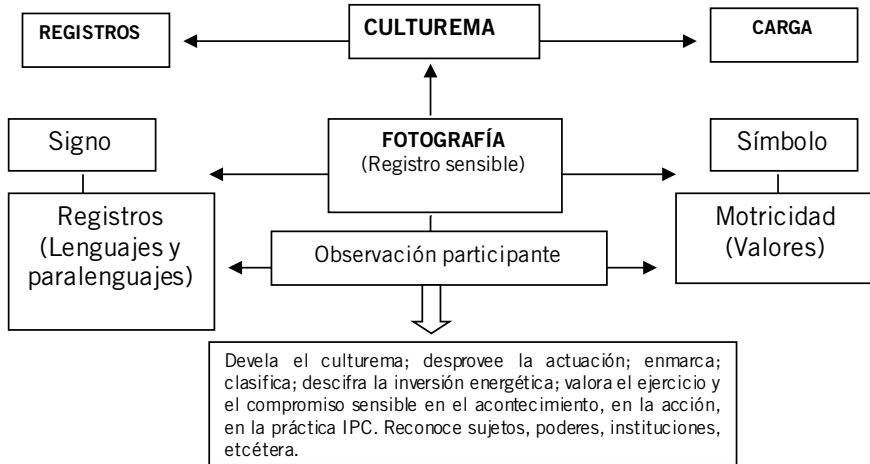 REGISTROS
CULTUREMA
CARGA
Signo
FOTOGRAFÍA
(Registro sensible)
Símbolo
Registros
(Lenguajes y
paralenguajes)
Motricidad
(Valores)
Observación participante
Devela el culturema; desprovee la actuación; enmarca;
clasifica; descifra la inversión energética; valora el ejercicio y
el compromiso sensible en el acontecimiento, en la acción,
en la práctica IPC. Reconoce sujetos, poderes, instituciones,
etcétera.